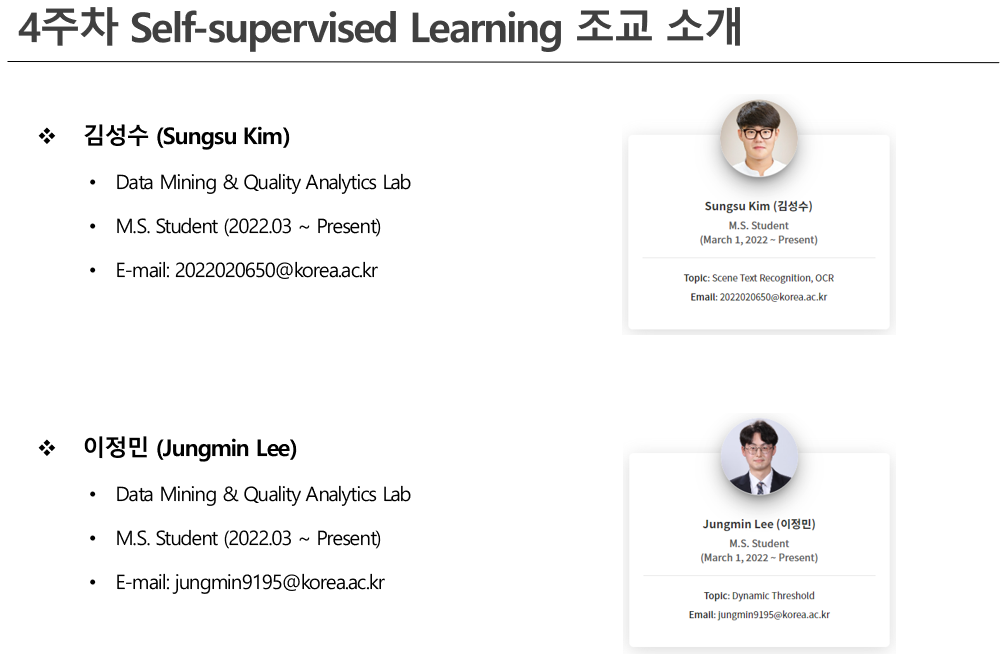 4주차 Self-supervised Learning 조교 소개
❖ 김성수 (Sungsu Kim)
• Data Mining & Quality Analytics Lab
• M.S. Student (2022.03 ~ Present)
• E-mail: 2022020650@korea.ac.kr
Sungsu Kim (김성수)
M.S. Student
(March 1, 2022 ~ Present)
Topic: Scene Text Recognition, OCR
Email: 2022020650@korea.ac.kr
❖ 이정민 (Jungmin Lee)
• Data Mining & Quality Analytics Lab
• M.S. Student (2022.03 ~ Present)
• E-mail: jungmin9195@korea.ac.kr
Jungmin Lee (이정민)
M.S. Student
(March 1, 2022 ~ Present)
Topic: Dynamic Threshold
Email: jungmin9195@korea.ac.kr